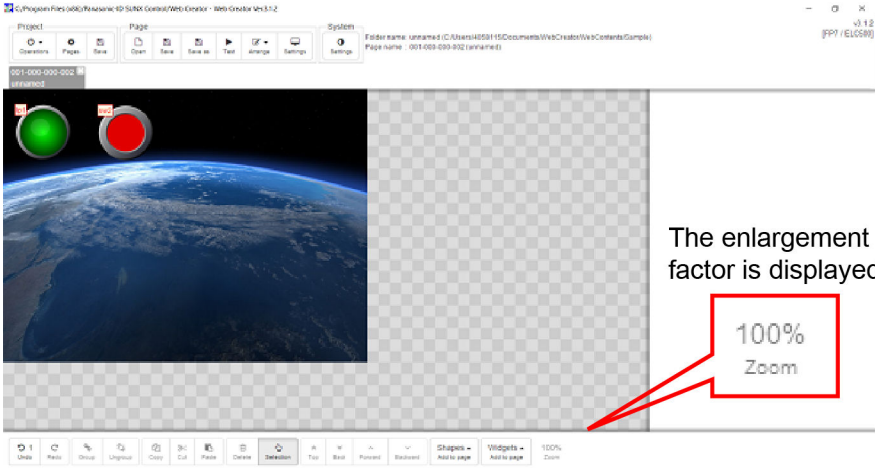 C:/Program Files (x86)/Panasonic-ID SUNX Control/Web Creator - Web Creator Ver.3.1.2
Project
Page
System
Operations
Pages
Save
Open
Save
Save as
Test
Arrange
Settings
Settings
Folder name: unnamed (C:/Users/H050115/Documents/WebCreator/WebContents/Sample)
Page name : 001-000-000-002 (unnamed)
v3.1.2
[FP7 / ELC500]
001-000-000-002
unnamed
The enlargement
factor is displayed
100%
Zoom
1
Undo
Redo
Group
Ungroup
Copy
Cut
Paste
Delete
Selection
Top
Back
Forward
Backward
Shapes
Add to page
Widgets
Add to page
100%
Zoom